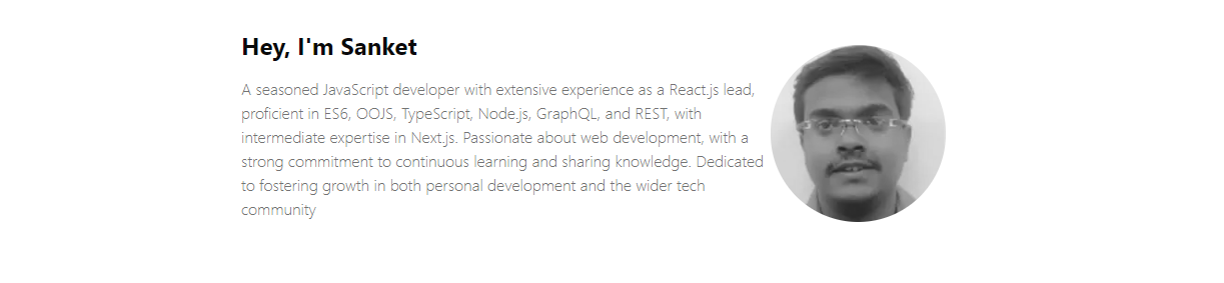 Hey, I'm Sanket
A seasoned JavaScript developer with extensive experience as a React.js lead,
proficient in ES6, OOJS, TypeScript, Node.js, GraphQL, and REST, with
intermediate expertise in Next.js. Passionate about web development, with a
strong commitment to continuous learning and sharing knowledge. Dedicated
to fostering growth in both personal development and the wider tech
community